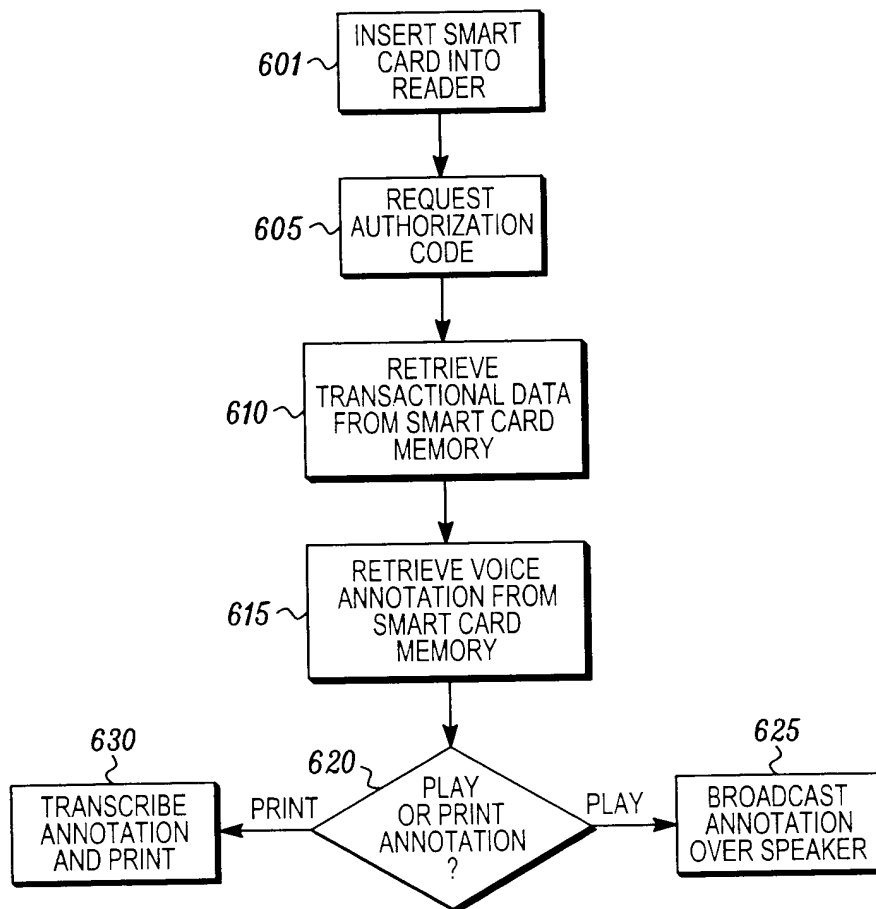 INSERT SMART
CARD INTO
READER
601
REQUEST
AUTHORIZATION
CODE
605
RETRIEVE
TRANSACTIONAL DATA
FROM SMART CARD
MEMORY
610
RETRIEVE VOICE
ANNOTATION FROM
SMART CARD
MEMORY
615
630
TRANSCRIBE
ANNOTATION
AND PRINT
PRINT
620
PLAY
OR PRINT
ANNOTATION
?
PLAY
625
BROADCAST
ANNOTATION
OVER SPEAKER